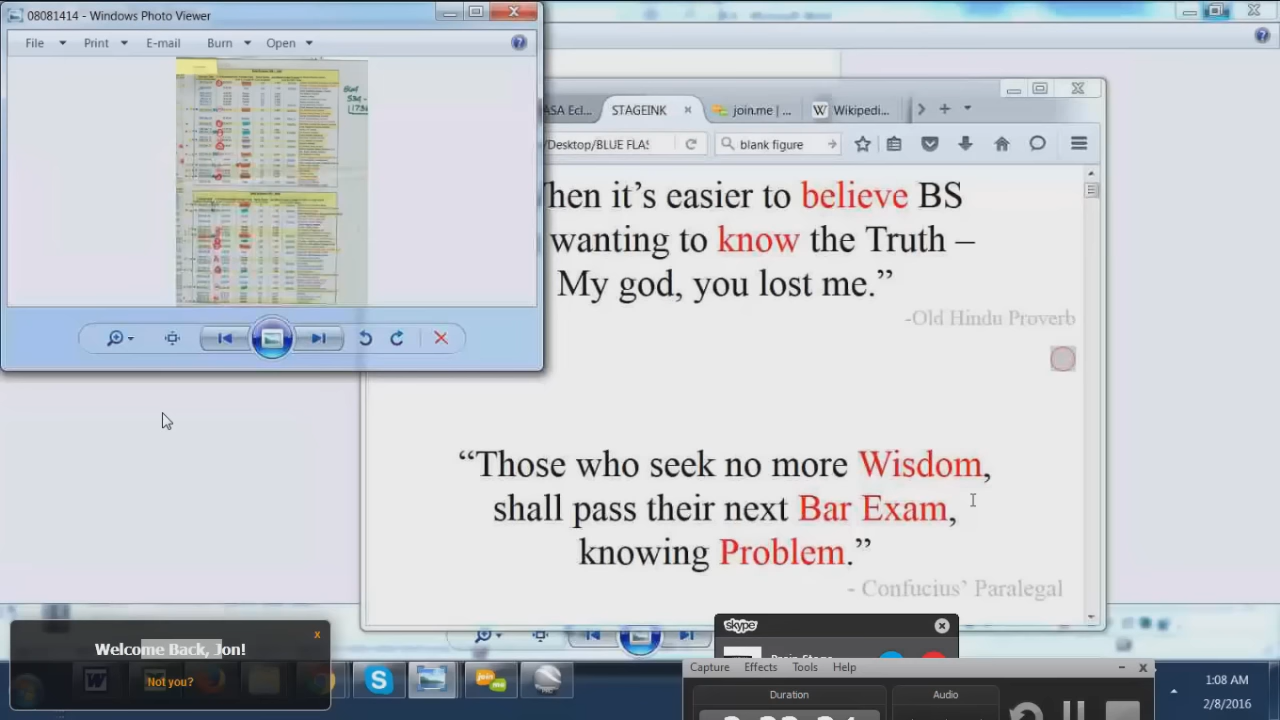 08081414 - Windows Photo Viewer
File Print E-mail Burn Open
ASA Ecl... STAGEINK joinme | ... Wikipedi...
/Desktop/BLUE FLAS blank figure
hen it's easier to believe BS
wanting to know the Truth –
My god, you lost me.”
-Old Hindu Proverb
“Those who seek no more Wisdom,
shall pass their next Bar Exam,
knowing Problem.”
- Confucius’ Paralegal
skype
Welcome Back, Jon!
x
Not you?
Capture Effects Tools Help
Duration Audio
1:08 AM
2/8/2016